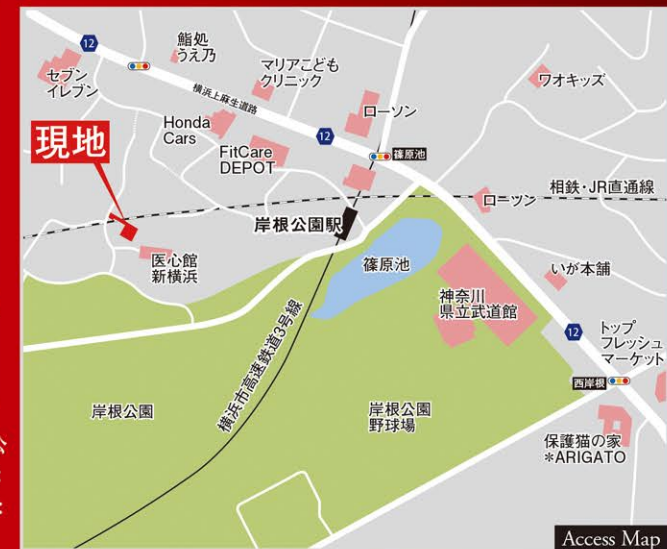 12
鮨処
うえ乃
セブン
イレブン
マリアこども
クリニック
ワオキッズ
横浜上麻生道路
ローソン
Honda
Cars
12
現地
FitCare
DEPOT
篠原池
相鉄・JR直通線
ローソン
岸根公園駅
医心館
新横浜
篠原池
いが本舗
神奈川
県立武道館
12
トップ
フレッシュ
マーケット
横浜市高速鉄道3号線
西岸根
岸根公園
岸根公園
野球場
保護猫の家
*ARIGATO
Access Map